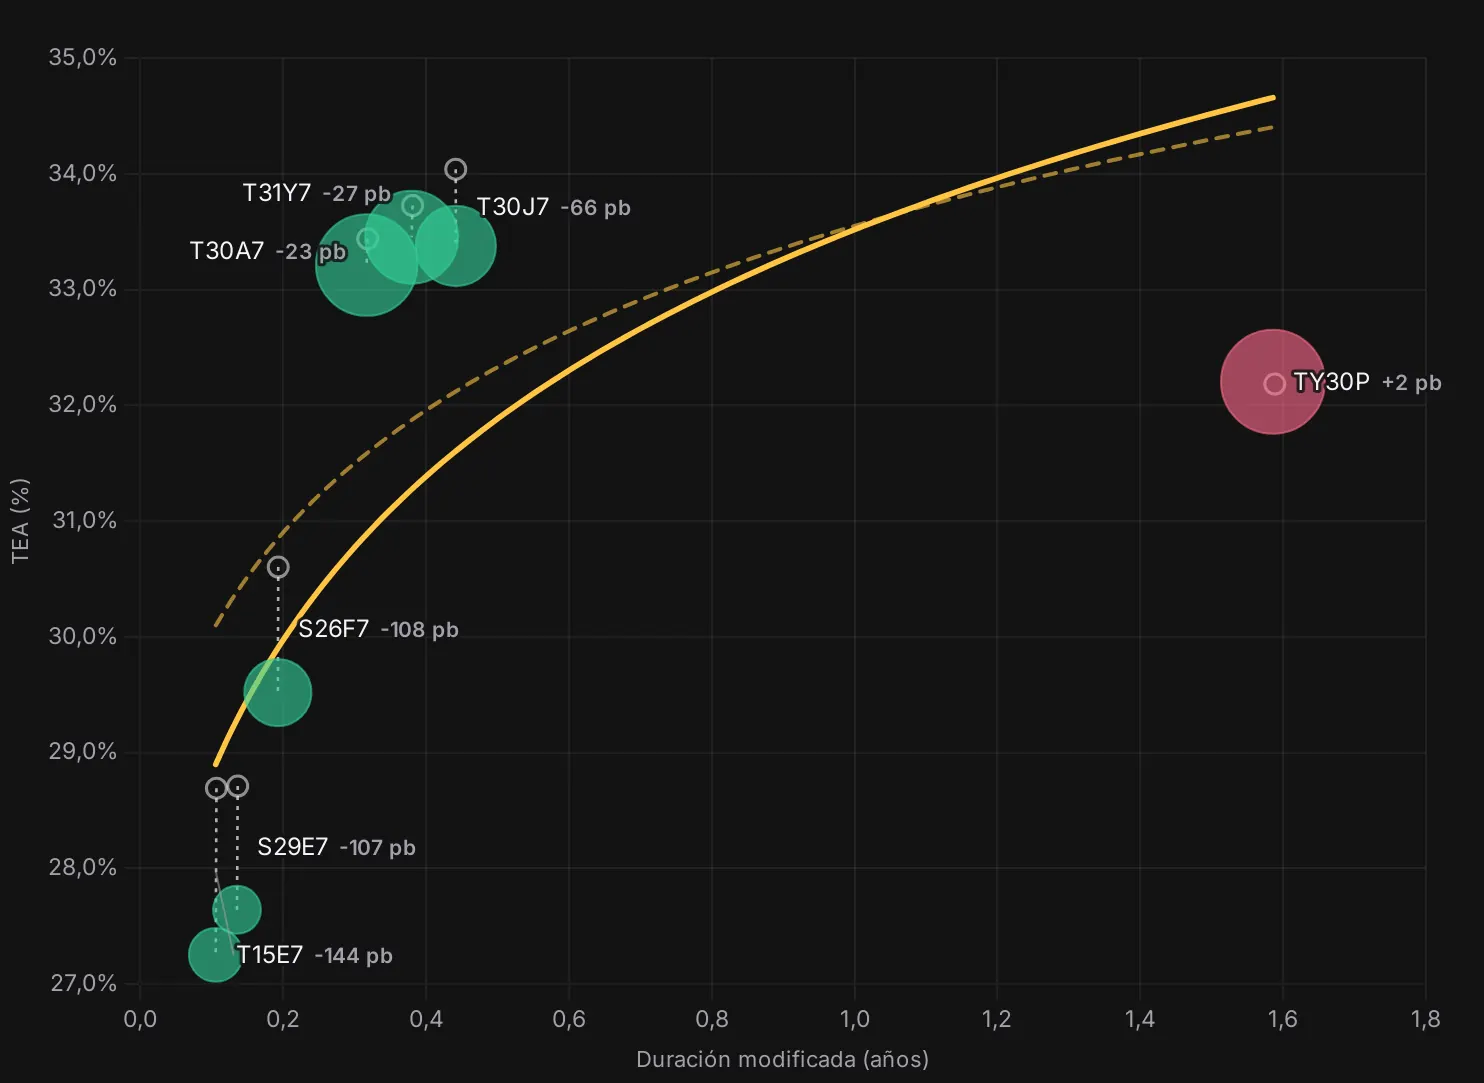 35,0%
34,0%
T31Y7 -27 pb
T30J7 -66 pb
T30A7 -23 pb
33,0%
TY30P +2 pb
32,0%
TEA (%)
31,0%
S26F7 -108 pb
30,0%
29,0%
S29E7 -107 pb
28,0%
T15E7 -144 pb
27,0%
0,0 0,2 0,4 0,6 0,8 1,0 1,2 1,4 1,6 1,8
Duración modificada (años)